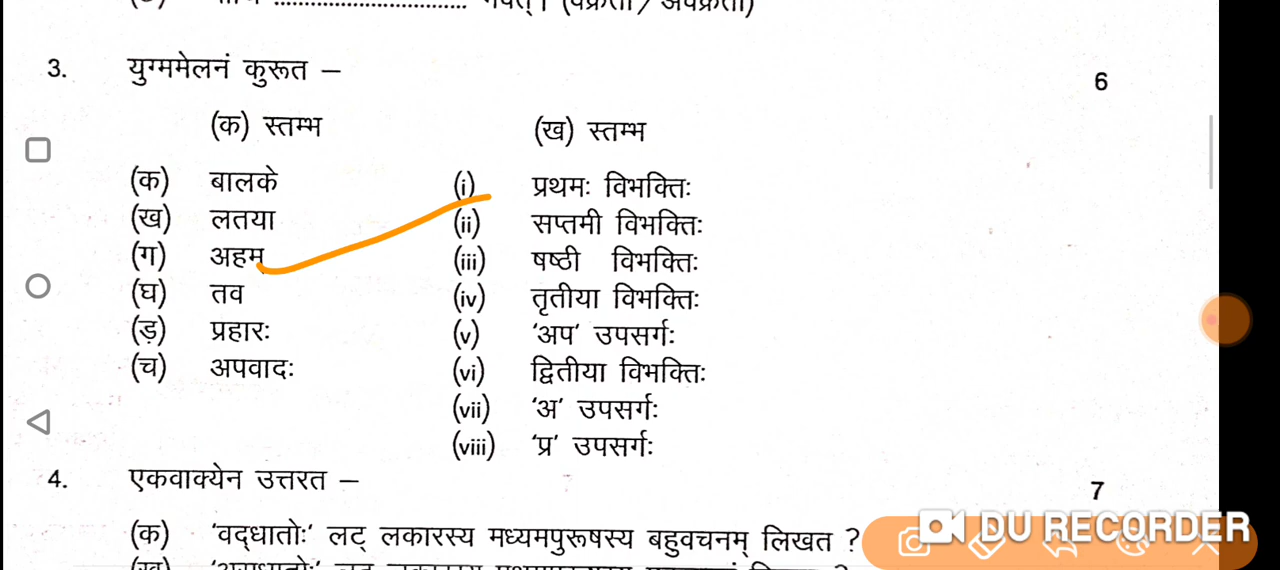 3. युग्ममेलनं कुरूत – 6
(क) स्तम्भ (ख) स्तम्भ
(क) बालके (i) प्रथमः विभक्तिः
(ख) लतया (ii) सप्तमी विभक्तिः
(ग) अहम् (iii) षष्ठी विभक्तिः
(घ) तव (iv) तृतीया विभक्तिः
(ड़) प्रहारः (v) 'अप' उपसर्गः
(च) अपवादः (vi) द्वितीया विभक्तिः
(vii) 'अ' उपसर्गः
(viii) 'प्र' उपसर्गः
4. एकवाक्येन उत्तरत – 7
(क) 'वद्धातोः' लट् लकारस्य मध्यमपुरूषस्य बहुवचनम् लिखत ?
DU RECORDER